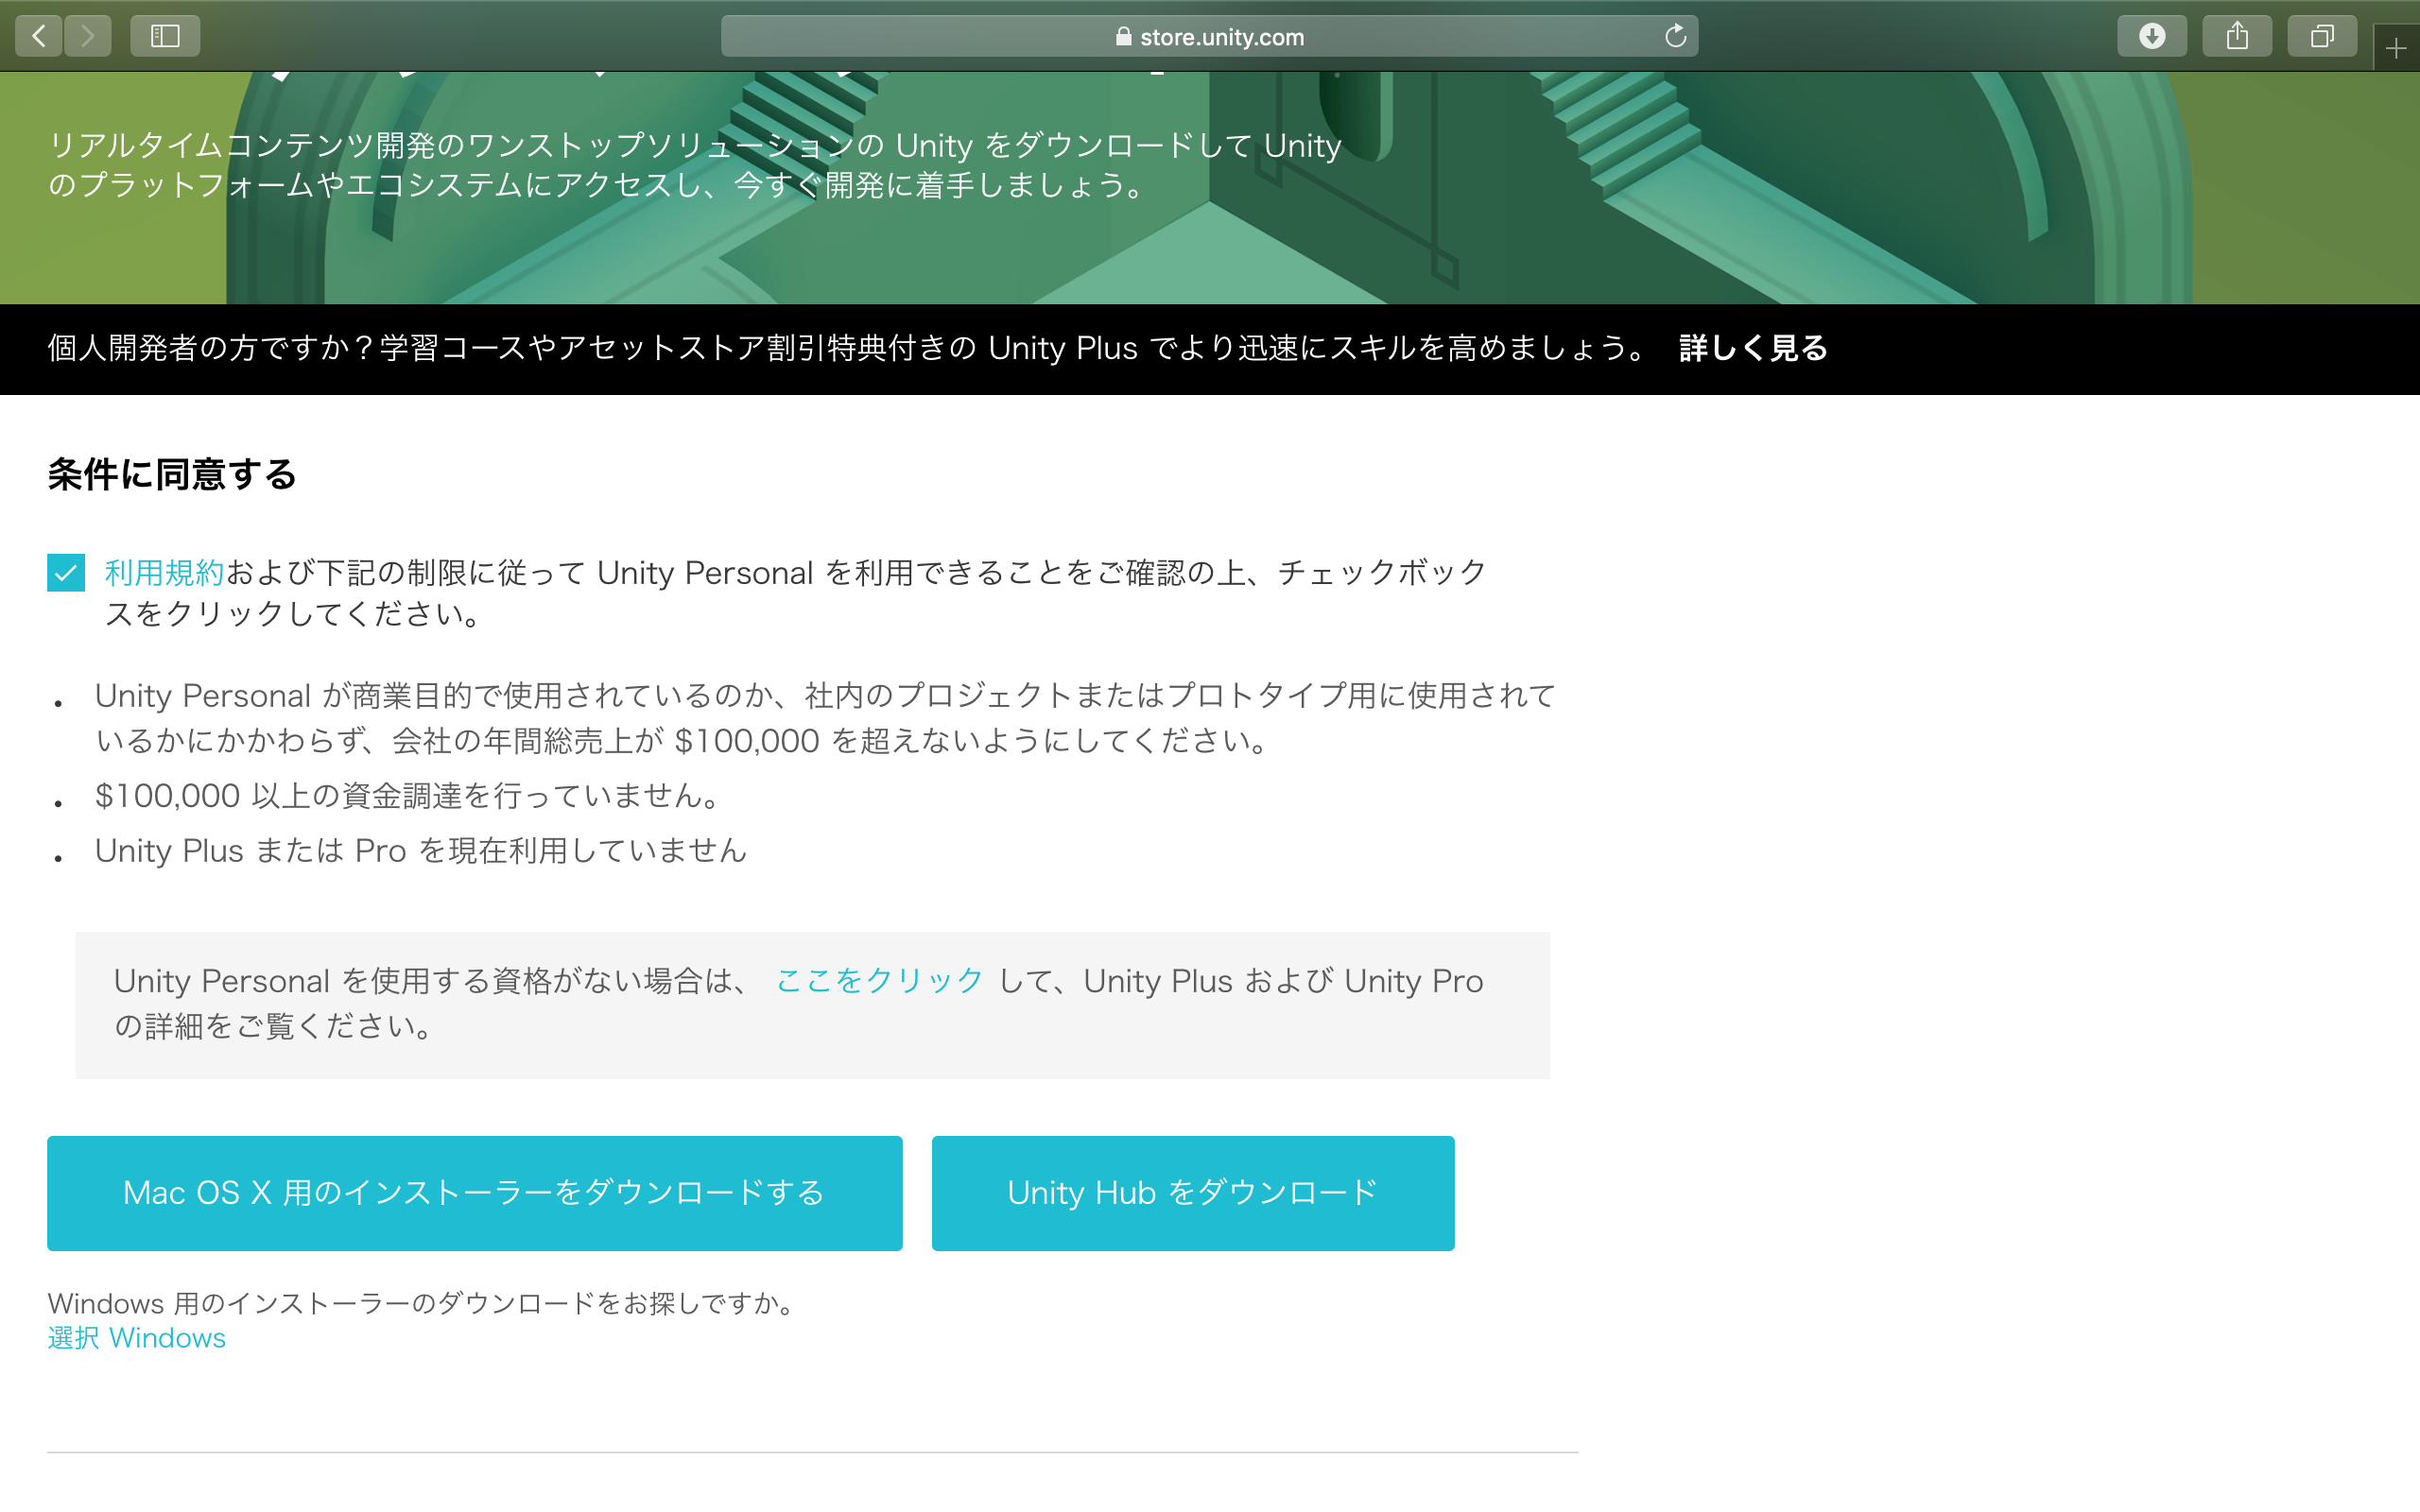 store.unity.com
リアルタイムコンテンツ開発のワンストップソリューションの Unity をダウンロードして Unity
のプラットフォームやエコシステムにアクセスし、今すぐ開発に着手しましょう。
個人開発者の方ですか？学習コースやアセットストア割引特典付きの Unity Plus でより迅速にスキルを高めましょう。 詳しく見る
条件に同意する
利用規約および下記の制限に従って Unity Personal を利用できることをご確認の上、チェックボック
スをクリックしてください。
• Unity Personal が商業目的で使用されているのか、社内のプロジェクトまたはプロトタイプ用に使用されて
いるかにかかわらず、会社の年間総売上が $100,000 を超えないようにしてください。
• $100,000 以上の資金調達を行っていません。
• Unity Plus または Pro を現在利用していません
Unity Personal を使用する資格がない場合は、 ここをクリック して、Unity Plus および Unity Pro
の詳細をご覧ください。
Mac OS X 用のインストーラーをダウンロードする
Unity Hub をダウンロード
Windows 用のインストーラーのダウンロードをお探しですか。
選択 Windows